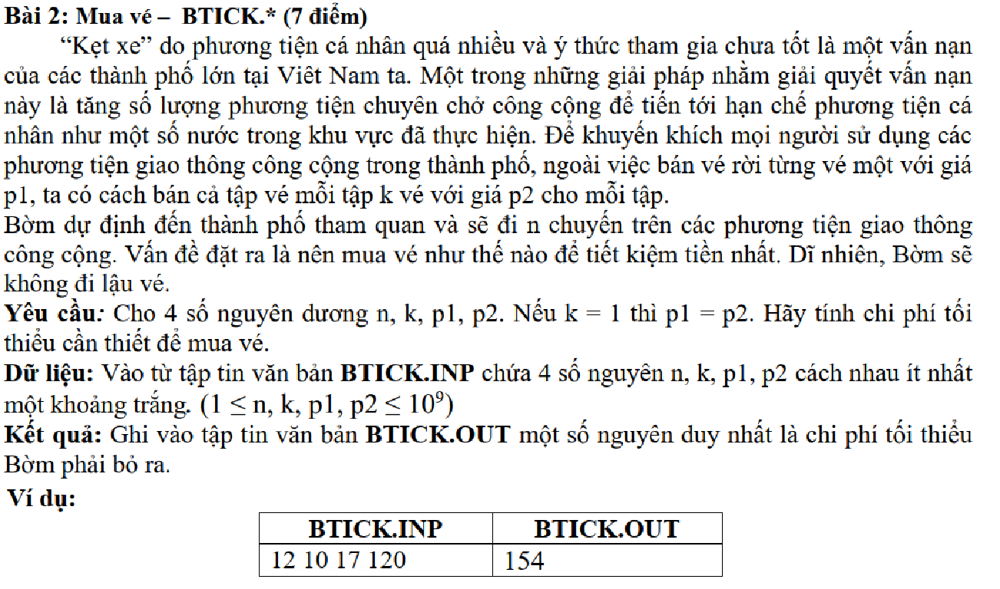 Bài 2: Mua vé – BTICK.* (7 điểm)
“Kẹt xe” do phương tiện cá nhân quá nhiều và ý thức tham gia chưa tốt là một vấn nạn
của các thành phố lớn tại Viêt Nam ta. Một trong những giải pháp nhằm giải quyết vấn nạn
này là tăng số lượng phương tiện chuyên chở công cộng để tiến tới hạn chế phương tiện cá
nhân như một số nước trong khu vực đã thực hiện. Để khuyến khích mọi người sử dụng các
phương tiện giao thông công cộng trong thành phố, ngoài việc bán vé rời từng vé một với giá
p1, ta có cách bán cả tập vé mỗi tập k vé với giá p2 cho mỗi tập.
Bờm dự định đến thành phố tham quan và sẽ đi n chuyến trên các phương tiện giao thông
công cộng. Vấn đề đặt ra là nên mua vé như thế nào để tiết kiệm tiền nhất. Dĩ nhiên, Bờm sẽ
không đi lậu vé.
Yêu cầu: Cho 4 số nguyên dương n, k, p1, p2. Nếu k = 1 thì p1 = p2. Hãy tính chi phí tối
thiểu cần thiết để mua vé.
Dữ liệu: Vào từ tập tin văn bản BTICK.INP chứa 4 số nguyên n, k, p1, p2 cách nhau ít nhất
một khoảng trắng. (1 ≤ n, k, p1, p2 ≤ 10⁹)
Kết quả: Ghi vào tập tin văn bản BTICK.OUT một số nguyên duy nhất là chi phí tối thiểu
Bờm phải bỏ ra.
Ví dụ:
BTICK.INP BTICK.OUT
12 10 17 120 154